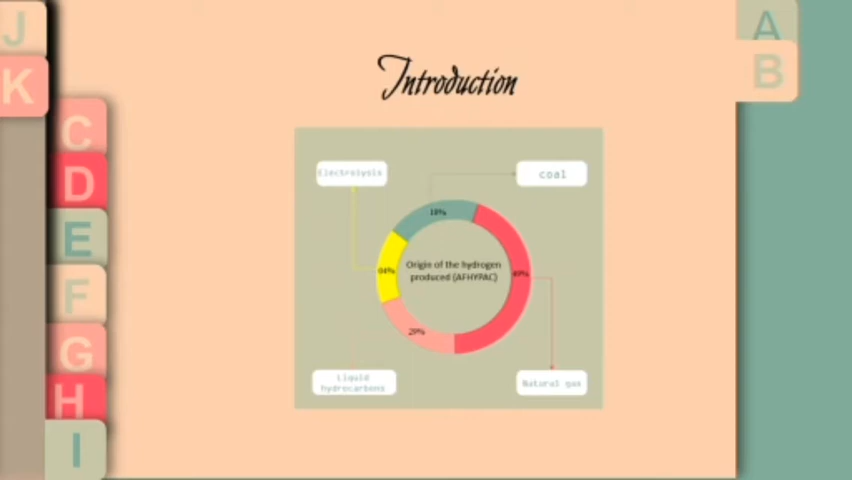 J
K
A
B
C
D
E
F
G
H
I
Introduction
Electrolysis
coal
18%
04%
Origin of the hydrogen
produced (AFHYPAC)
49%
29%
Liquid
hydrocarbons
Natural gas